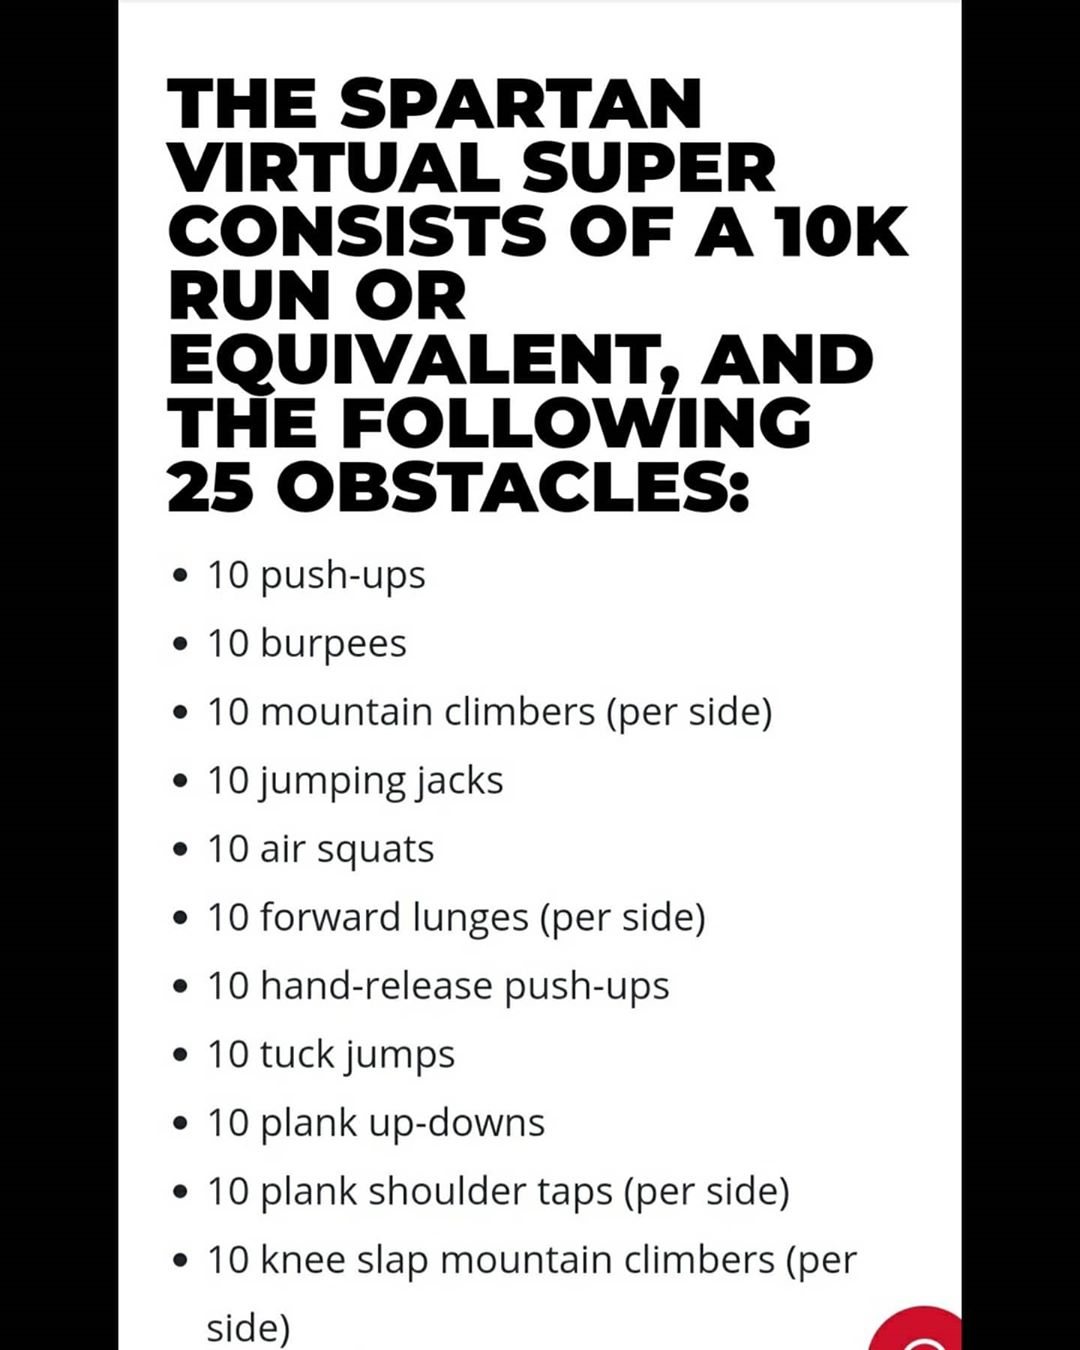 THE SPARTAN
VIRTUAL SUPER
CONSISTS OF A 10K
RUN OR
EQUIVALENT, AND
THE FOLLOWING
25 OBSTACLES:
• 10 push-ups
• 10 burpees
• 10 mountain climbers (per side)
• 10 jumping jacks
• 10 air squats
• 10 forward lunges (per side)
• 10 hand-release push-ups
• 10 tuck jumps
• 10 plank up-downs
• 10 plank shoulder taps (per side)
• 10 knee slap mountain climbers (per
side)